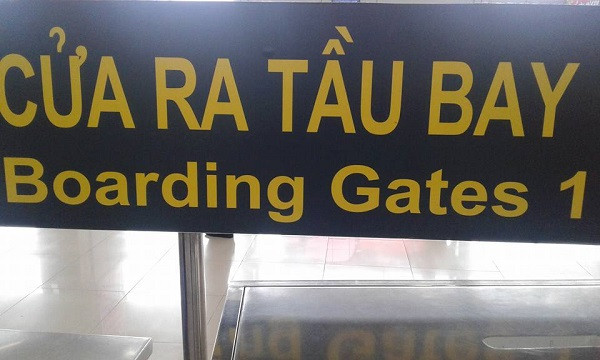 CỬA RA TẦU BAY
Boarding Gates 1